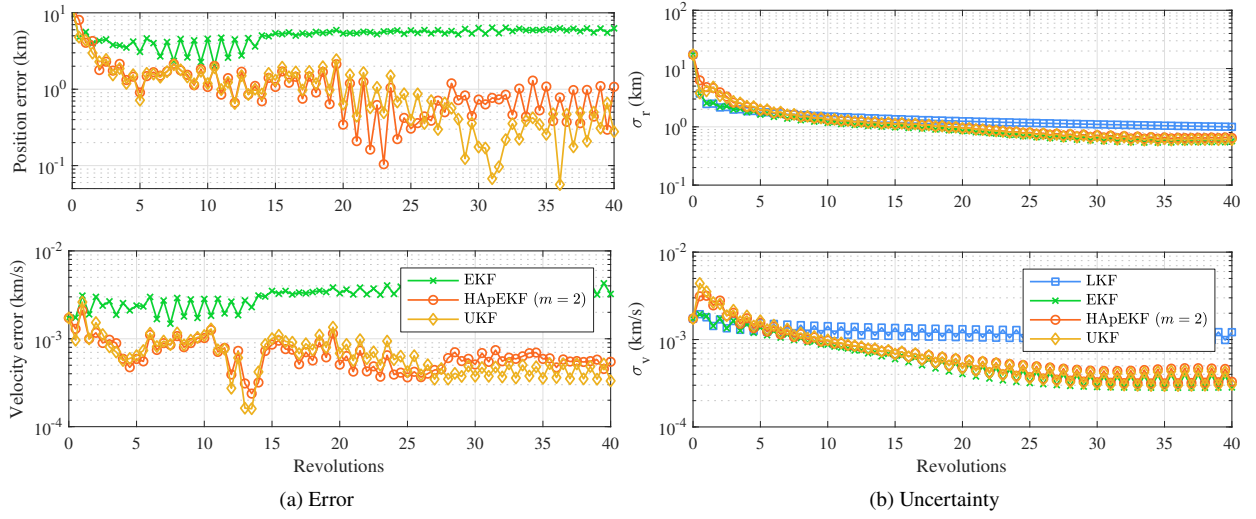 10^1
10^0
10^-1
0 5 10 15 20 25 30 35 40
Position error (km)
10^-2
10^-3
10^-4
0 5 10 15 20 25 30 35 40
Velocity error (km/s)
EKF
HApEKF (m = 2)
UKF
Revolutions
(a) Error
10^2
10^1
10^0
10^-1
0 5 10 15 20 25 30 35 40
σ_r (km)
10^-2
10^-3
10^-4
0 5 10 15 20 25 30 35 40
σ_v (km/s)
LKF
EKF
HApEKF (m = 2)
UKF
Revolutions
(b) Uncertainty